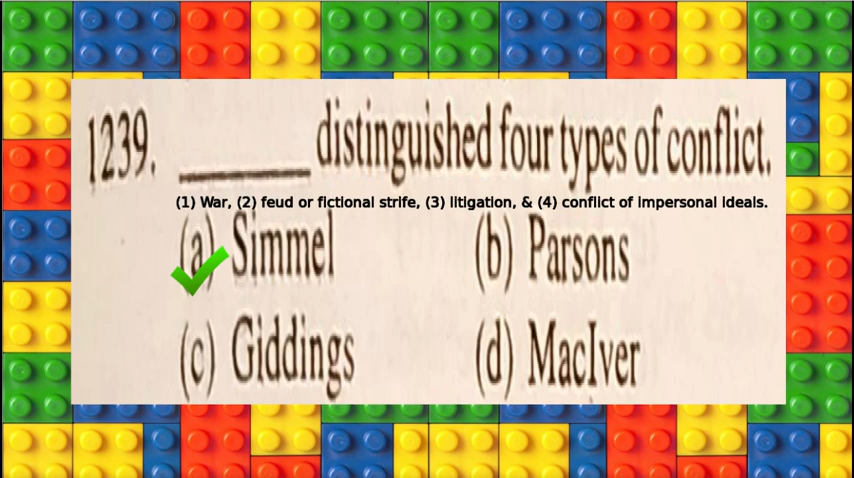 1239. ______ distinguished four types of conflict.
(1) War, (2) feud or fictional strife, (3) litigation, & (4) conflict of impersonal ideals.
(a) Simmel (b) Parsons
(c) Giddings (d) MacIver